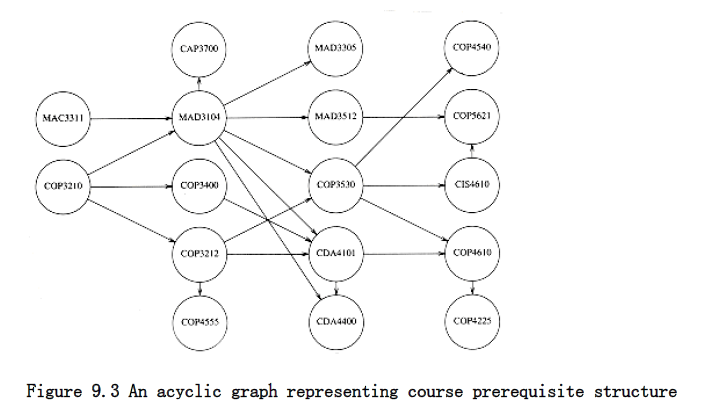 CAP3700 MAD3305 COP4540
MAC3311 MAD3104 MAD3512 COP5621
COP3210 COP3400 COP3530 CIS4610
COP3212 CDA4101 COP4610
COP4555 CDA4400 COP4225
Figure 9.3 An acyclic graph representing course prerequisite structure